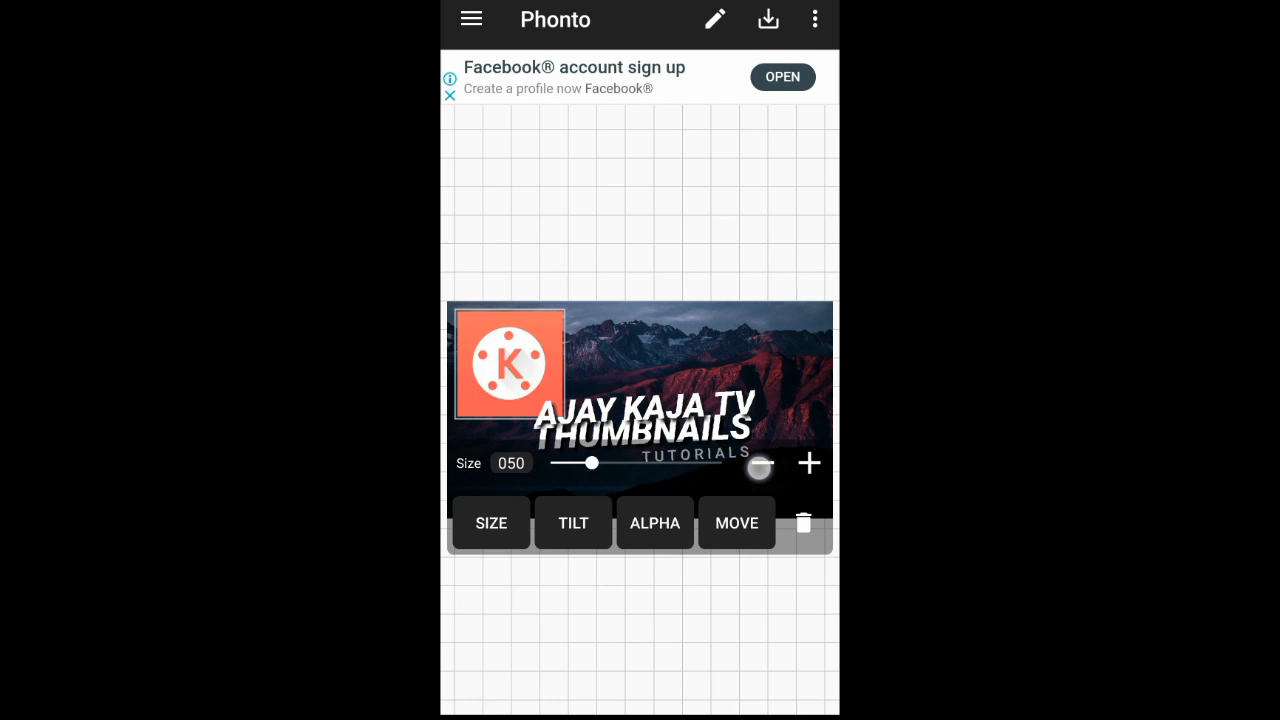 Phonto
Facebook® account sign up
Create a profile now Facebook®
OPEN
K
AJAY KAJA TV
THUMBNAILS
TUTORIALS
Size 050
SIZE TILT ALPHA MOVE